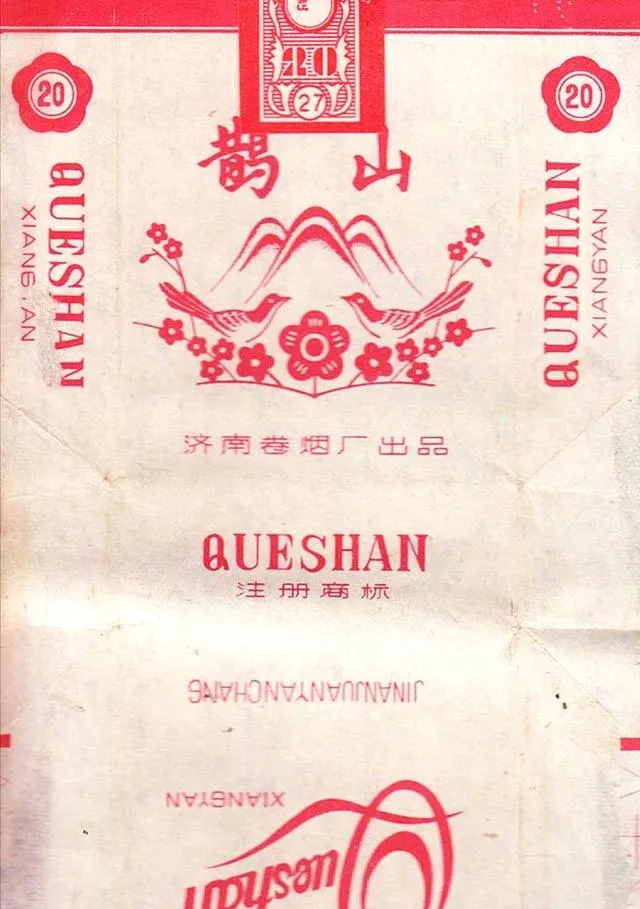 20
27
20
20
鹊山
QUESHAN
XIANGYAN
QUESHAN
XIANGYAN
济南卷烟厂出品
QUESHAN
注册商标
JINANJUANYANCHANG
XIANGYAN
Queshan